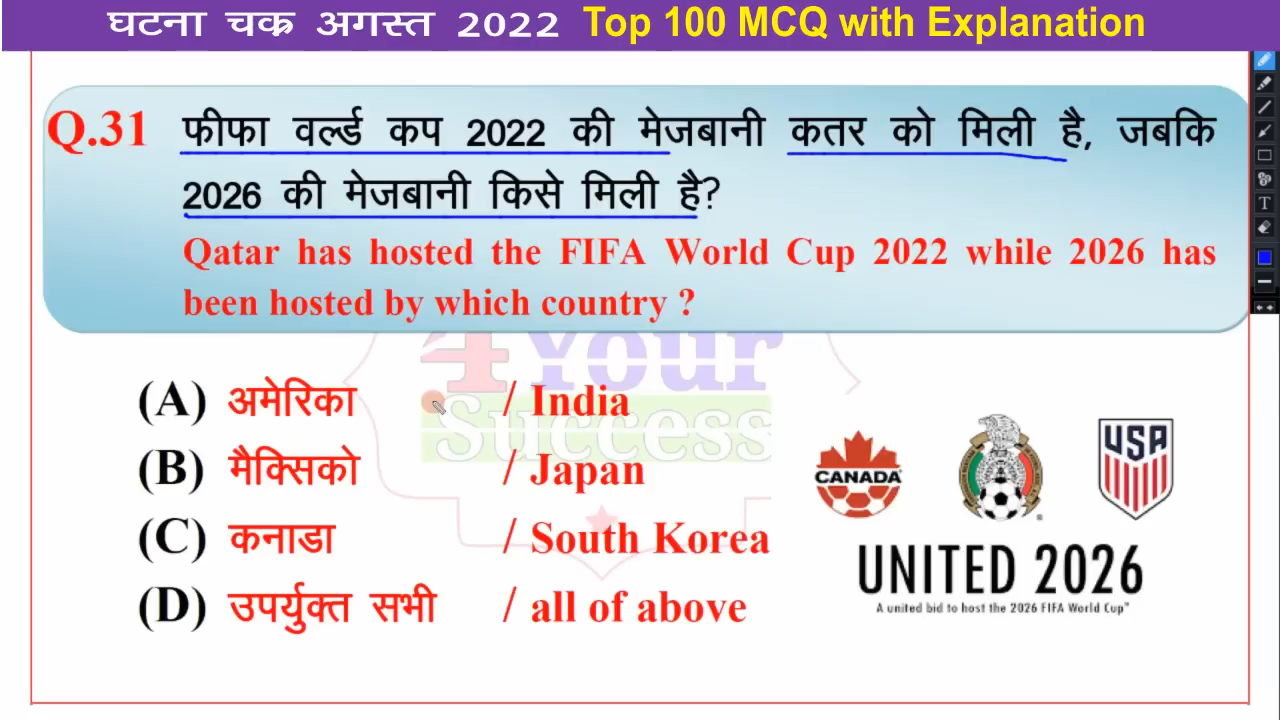 घटना चक्र अगस्त 2022 Top 100 MCQ with Explanation
Q.31 फीफा वर्ल्ड कप 2022 की मेजबानी कतर को मिली है, जबकि
2026 की मेजबानी किसे मिली है?
Qatar has hosted the FIFA World Cup 2022 while 2026 has
been hosted by which country ?
4Your
Success
(A) अमेरिका / India
(B) मैक्सिको / Japan
(C) कनाडा / South Korea
(D) उपर्युक्त सभी / all of above
CANADA
USA
UNITED 2026
A united bid to host the 2026 FIFA World Cup™
T